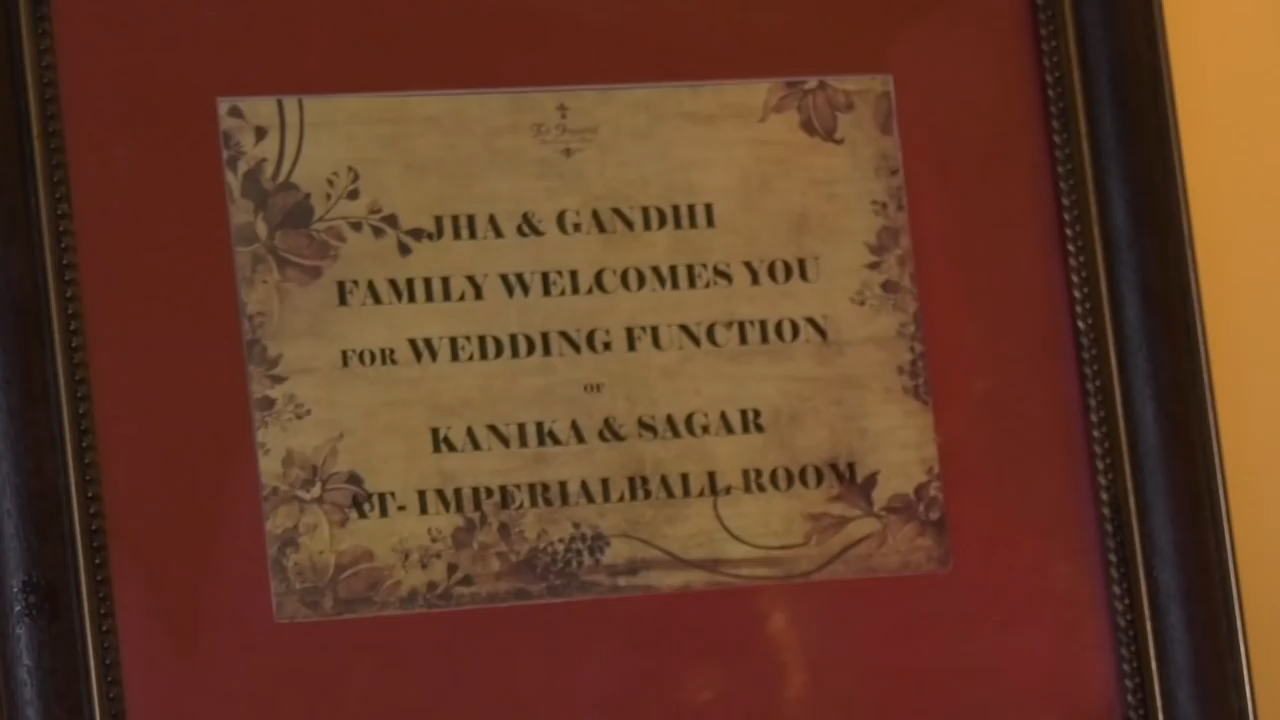 JHA & GANDHI
FAMILY WELCOMES YOU
FOR WEDDING FUNCTION
OF
KANIKA & SAGAR
AT- IMPERIALBALL ROOM